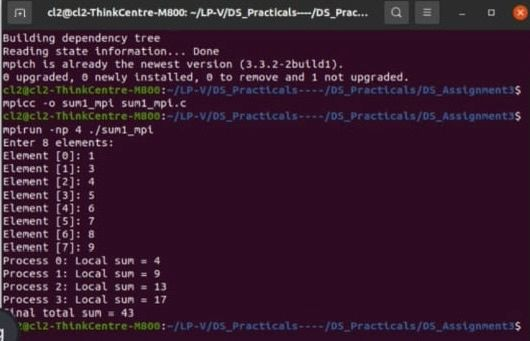 cl2@cl2-ThinkCentre-M800: ~/LP-V/DS_Practicals----/DS_Prac...
Building dependency tree
Reading state information... Done
mpich is already the newest version (3.3.2-2build1).
0 upgraded, 0 newly installed, 0 to remove and 1 not upgraded.
cl2@cl2-ThinkCentre-M800:~/LP-V/DS_Practicals----/DS_Practicals/DS_Assignment3$
mpicc -o sum1_mpi sum1_mpi.c
cl2@cl2-ThinkCentre-M800:~/LP-V/DS_Practicals----/DS_Practicals/DS_Assignment3$
mpirun -np 4 ./sum1_mpi
Enter 8 elements:
Element [0]: 1
Element [1]: 3
Element [2]: 4
Element [3]: 5
Element [4]: 6
Element [5]: 7
Element [6]: 8
Element [7]: 9
Process 0: Local sum = 4
Process 1: Local sum = 9
Process 2: Local sum = 13
Process 3: Local sum = 17
inal total sum = 43
2@cl2-ThinkCentre-M800:~/LP-V/DS_Practicals----/DS_Practicals/DS_Assignment3$